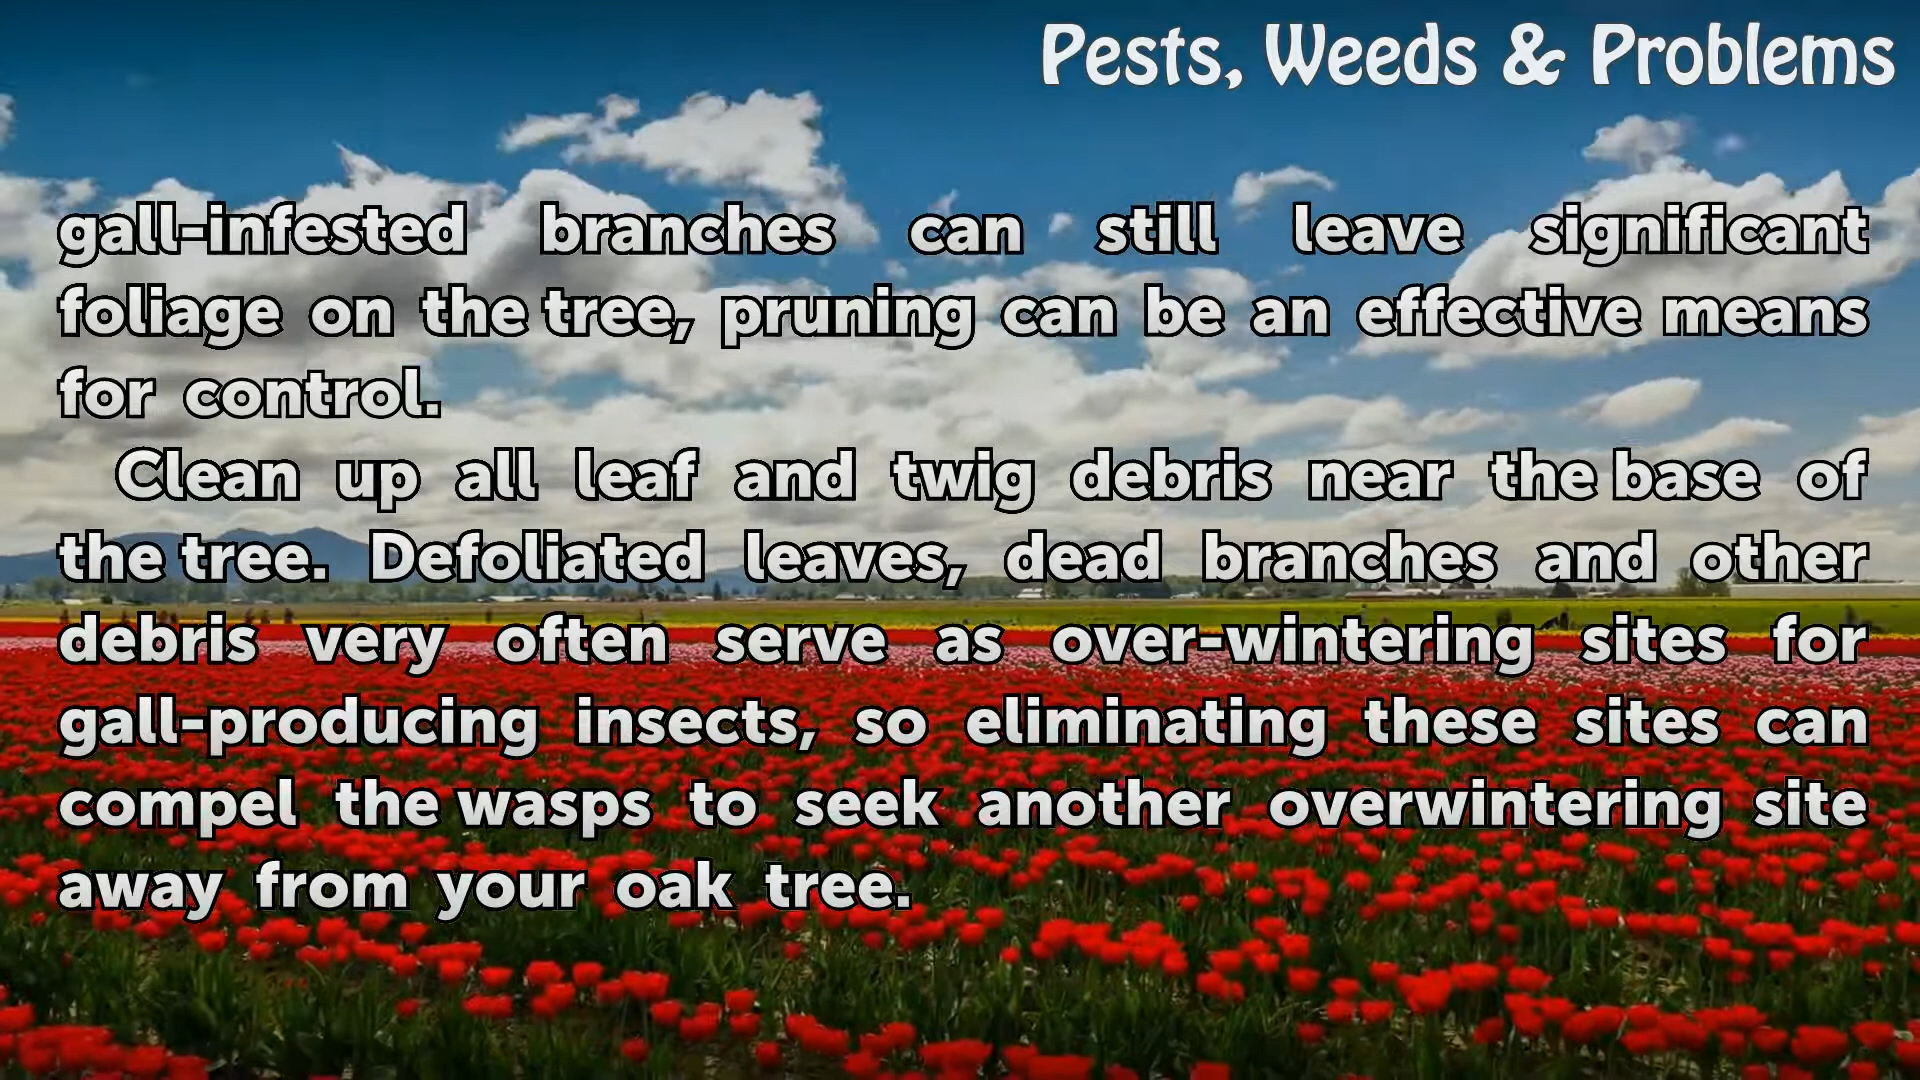 Pests, Weeds & Problems
gall-infested branches can still leave significant
foliage on the tree, pruning can be an effective means
for control.
Clean up all leaf and twig debris near the base of
the tree. Defoliated leaves, dead branches and other
debris very often serve as over-wintering sites for
gall-producing insects, so eliminating these sites can
compel the wasps to seek another overwintering site
away from your oak tree.